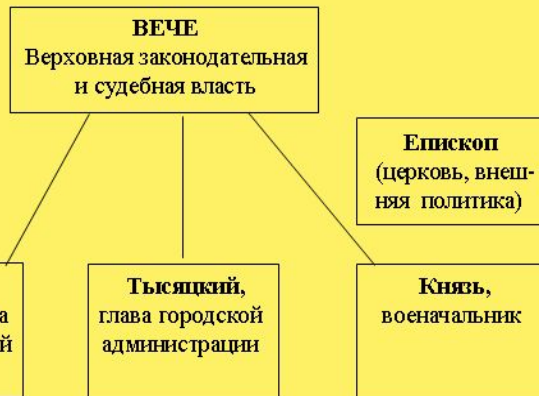 ВЕЧЕ
Верховная законодательная
и судебная власть
Епископ
(церковь, внеш-
няя политика)
Тысяцкий,
глава городской
администрации
Князь,
военачальник